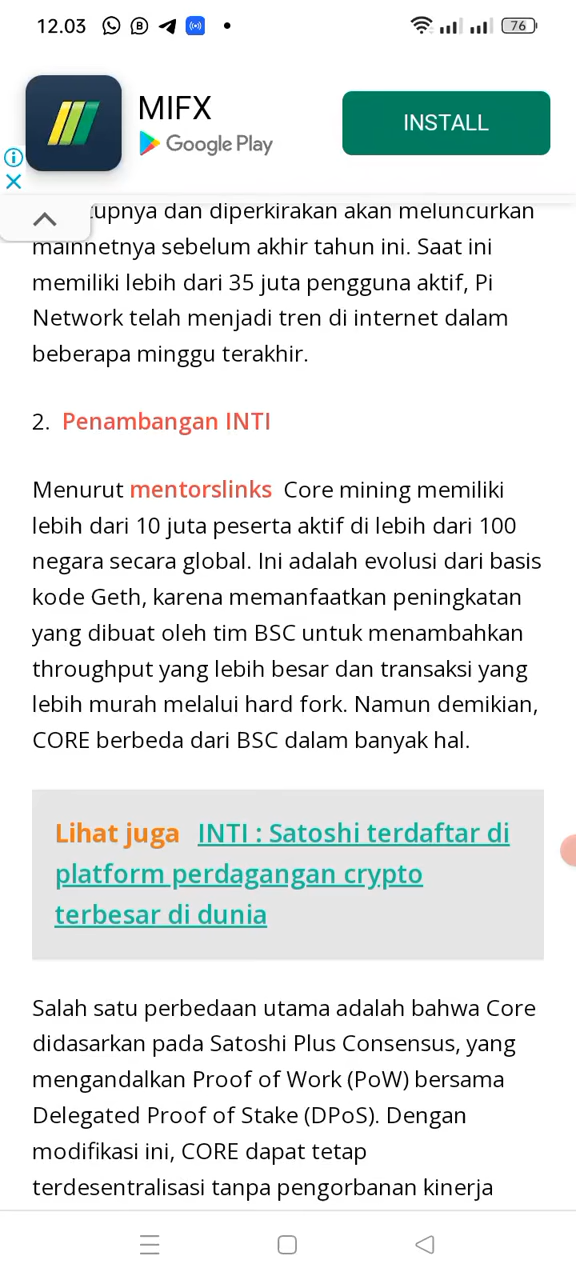 12.03
76
MIFX
Google Play
INSTALL
tupnya dan diperkirakan akan meluncurkan
mainnetnya sebelum akhir tahun ini. Saat ini
memiliki lebih dari 35 juta pengguna aktif, Pi
Network telah menjadi tren di internet dalam
beberapa minggu terakhir.
2. Penambangan INTI
Menurut mentorslinks Core mining memiliki
lebih dari 10 juta peserta aktif di lebih dari 100
negara secara global. Ini adalah evolusi dari basis
kode Geth, karena memanfaatkan peningkatan
yang dibuat oleh tim BSC untuk menambahkan
throughput yang lebih besar dan transaksi yang
lebih murah melalui hard fork. Namun demikian,
CORE berbeda dari BSC dalam banyak hal.
Lihat juga INTI : Satoshi terdaftar di
platform perdagangan crypto
terbesar di dunia
Salah satu perbedaan utama adalah bahwa Core
didasarkan pada Satoshi Plus Consensus, yang
mengandalkan Proof of Work (PoW) bersama
Delegated Proof of Stake (DPoS). Dengan
modifikasi ini, CORE dapat tetap
terdesentralisasi tanpa pengorbanan kinerja